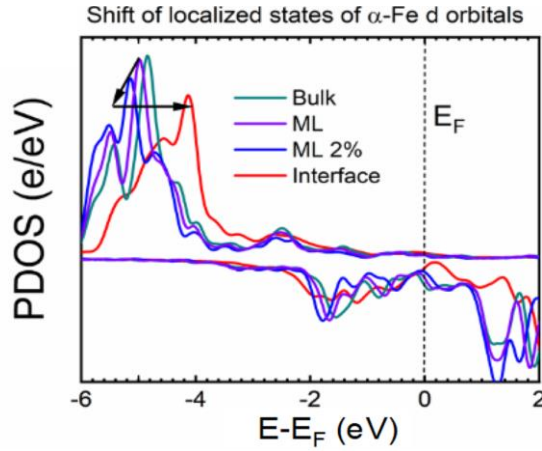 Shift of localized states of α-Fe d orbitals
PDOS (e/eV)
Bulk
ML
ML 2%
Interface
E_F
-6
-4
-2
0
2
E-E_F (eV)